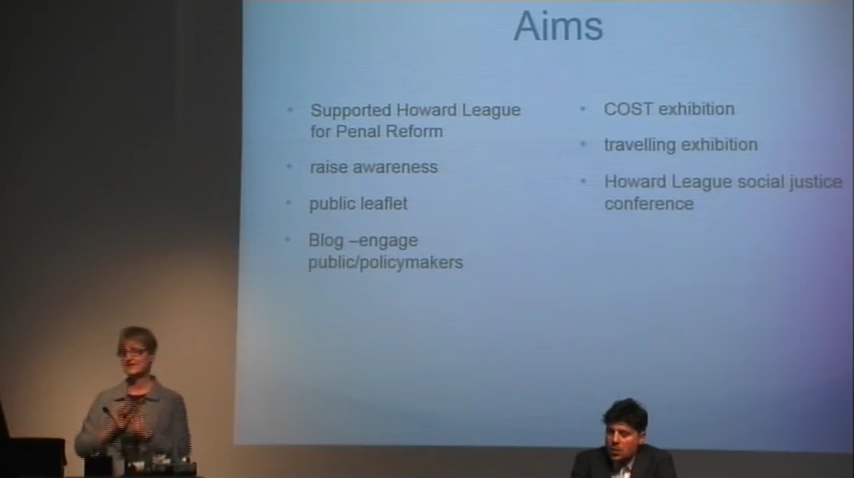 Aims
Supported Howard League
for Penal Reform
raise awareness
public leaflet
Blog –engage
public/policymakers
COST exhibition
travelling exhibition
Howard League social justice
conference